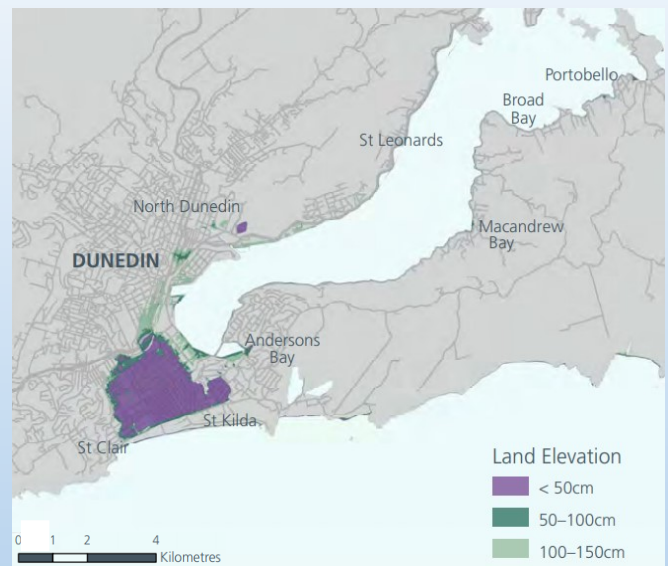 Portobello
Broad
Bay
St Leonards
North Dunedin
Macandrew
Bay
DUNEDIN
Andersons
Bay
St Kilda
St Clair
Land Elevation
< 50cm
50–100cm
100–150cm
0 1 2 4
Kilometres